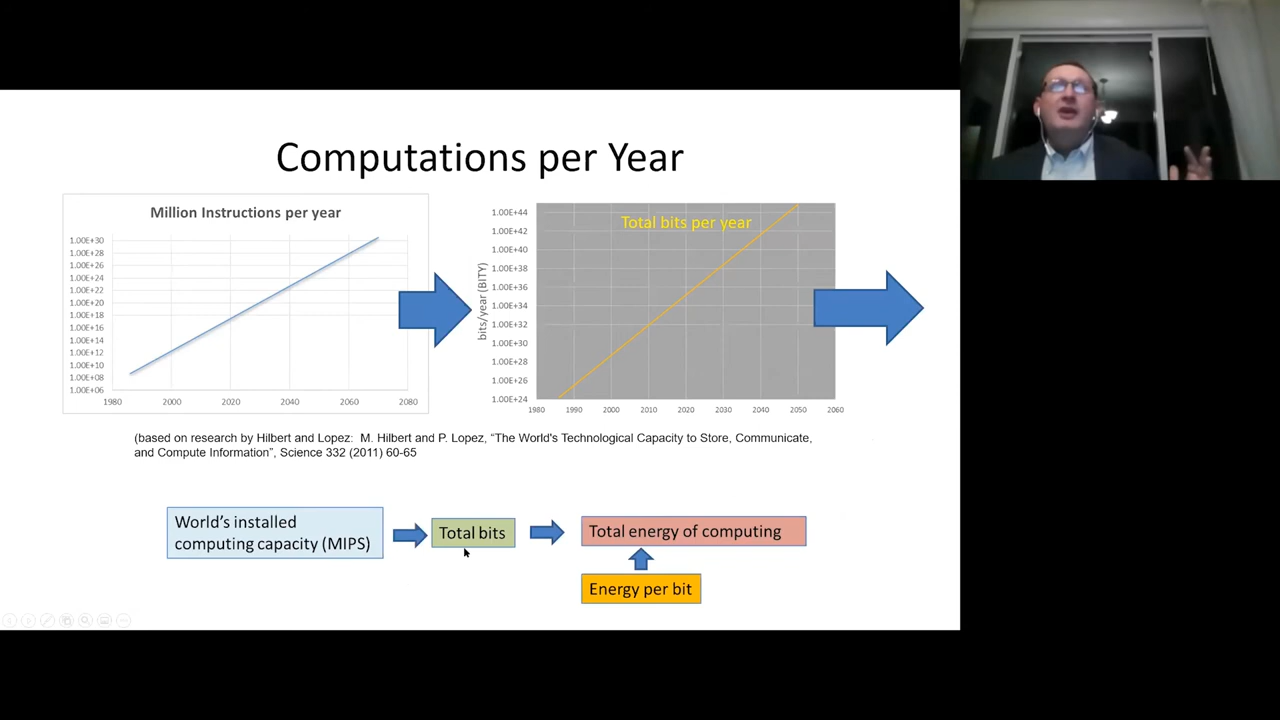 Computations per Year
Million Instructions per year
1.00E+30
1.00E+28
1.00E+26
1.00E+24
1.00E+22
1.00E+20
1.00E+18
1.00E+16
1.00E+14
1.00E+12
1.00E+10
1.00E+08
1.00E+06
1980 2000 2020 2040 2060 2080
Total bits per year
bits/year (BITY)
1.00E+44
1.00E+42
1.00E+40
1.00E+38
1.00E+36
1.00E+34
1.00E+32
1.00E+30
1.00E+28
1.00E+26
1.00E+24
1980 1990 2000 2010 2020 2030 2040 2050 2060
(based on research by Hilbert and Lopez: M. Hilbert and P. Lopez, “The World's Technological Capacity to Store, Communicate,
and Compute Information”, Science 332 (2011) 60-65
World’s installed
computing capacity (MIPS)
Total bits
Total energy of computing
Energy per bit